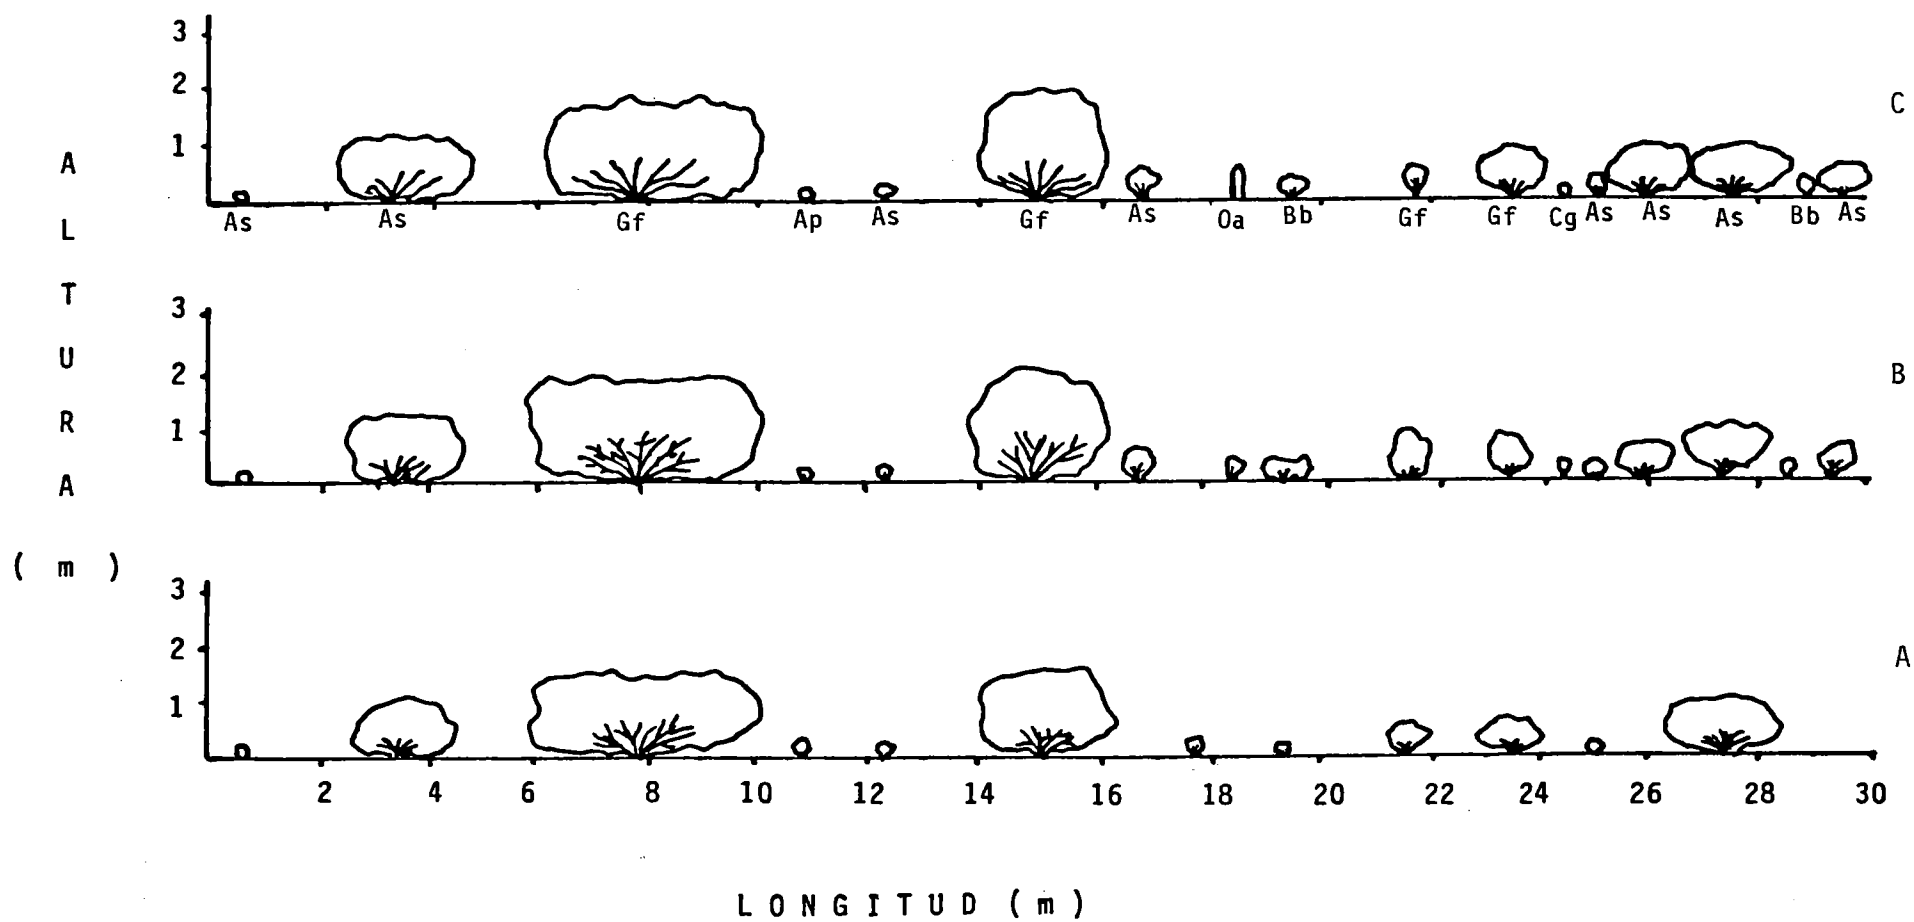 3
2
1
C
As As Gf Ap As Gf As Oa Bb Gf Gf Cg As As As Bb As
3
2
1
B
3
2
1
A
2 4 6 8 10 12 14 16 18 20 22 24 26 28 30
ALTURA (m)
LONGITUD (m)